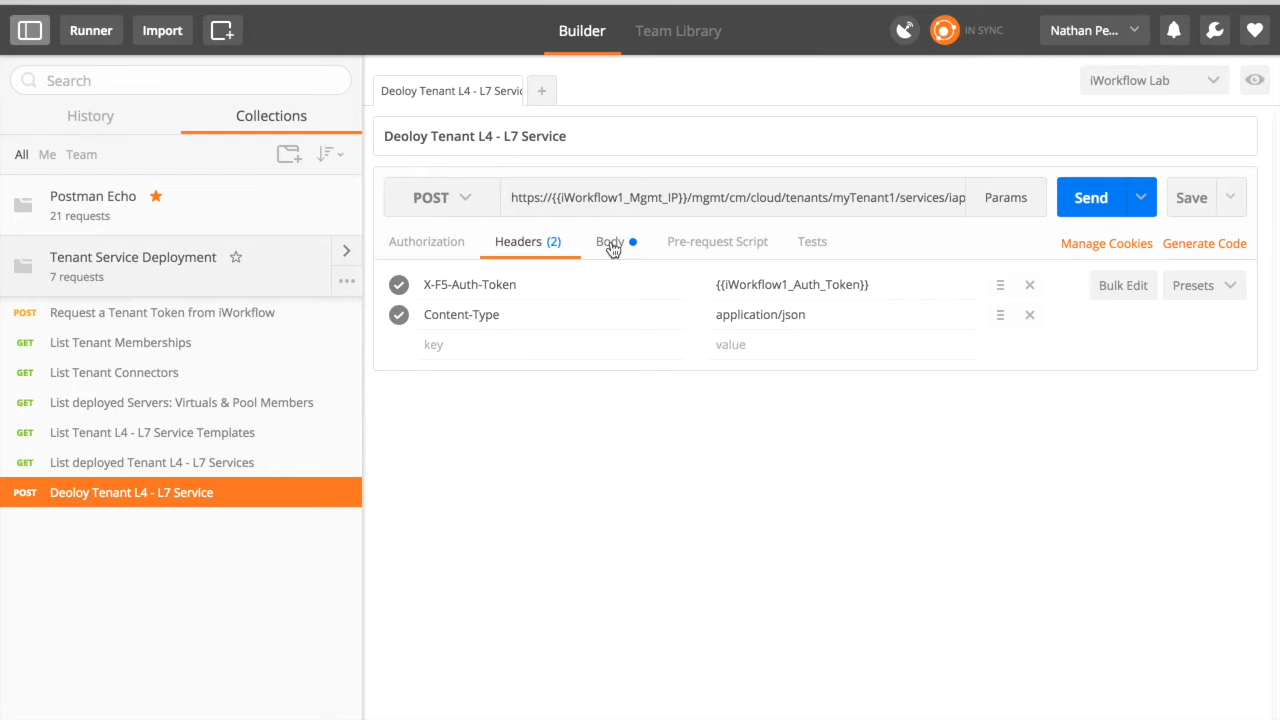 Runner Import Builder Team Library IN SYNC Nathan Pe...
Search
History Collections
All Me Team
Postman Echo
21 requests
Tenant Service Deployment
7 requests
POST Request a Tenant Token from iWorkflow
GET List Tenant Memberships
GET List Tenant Connectors
GET List deployed Servers: Virtuals & Pool Members
GET List Tenant L4 - L7 Service Templates
GET List deployed Tenant L4 - L7 Services
POST Deoloy Tenant L4 - L7 Service
Deoloy Tenant L4 - L7 Servic + iWorkflow Lab
Deoloy Tenant L4 - L7 Service
POST https://{{iWorkflow1_Mgmt_IP}}/mgmt/cm/cloud/tenants/myTenant1/services/iap Params Send Save
Authorization Headers (2) Body Pre-request Script Tests Manage Cookies Generate Code
X-F5-Auth-Token {{iWorkflow1_Auth_Token}} Bulk Edit Presets
Content-Type application/json
key value